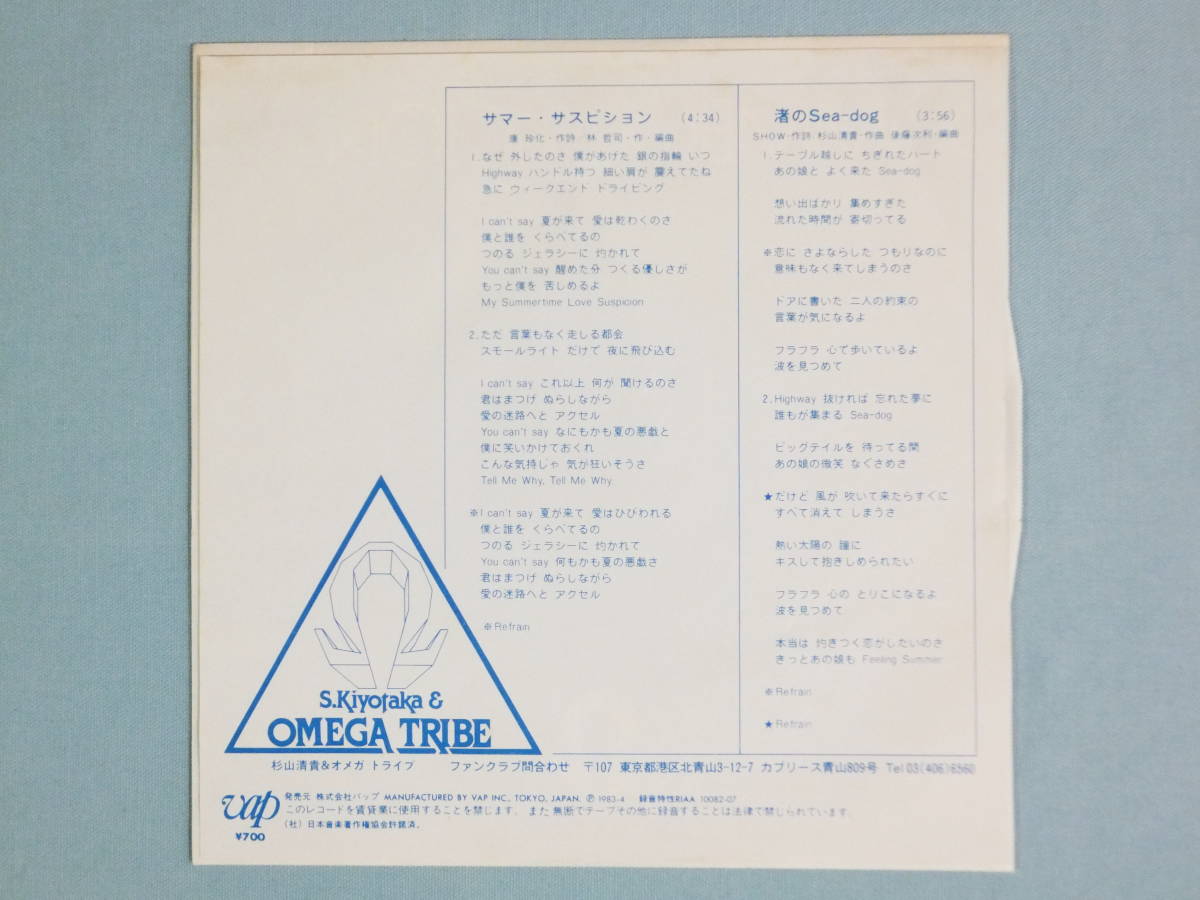 サマー・サスピション (4:34)
康 珍化・作詩 林 哲司・作・編曲
1.なぜ 外したのさ 僕があげた 銀の指輪 いつ
Highway ハンドル持つ 細い肩が 震えてたね
急に ウィークエンド ドライビング
I can't say 夏が来て 愛は乾わくのさ
僕と誰を くらべてるの
つのる ジェラシーに 灼かれて
You can't say 醒めた分 つくる優しさが
もっと僕を 苦しめるよ
My Summertime Love Suspicion
2.ただ 言葉もなく走しる都会
スモールライト だけで 夜に飛び込む
I can't say これ以上 何が 聞けるのさ
君はまつげ ぬらしながら
愛の迷路へと アクセル
You can't say なにもかも夏の悪戯と
僕に笑いかけておくれ
こんな気持じゃ 気が狂いそうさ
Tell Me Why, Tell Me Why
※I can't say 夏が来て 愛はひびわれる
僕と誰を くらべてるの
つのる ジェラシーに 灼かれて
You can't say 何もかも夏の悪戯さ
君はまつげ ぬらしながら
愛の迷路へと アクセル
※Refrain
渚のSea-dog (3:56)
SHOW・作詩 杉山清貴・作曲 後藤次利・編曲
1.テーブル越しに ちぎれたハート
あの娘と よく来た Sea-dog
想い出ばかり 集めすぎた
流れた時間が 寄切ってる
※恋に さよならした つもりなのに
意味もなく来てしまうのさ
ドアに書いた 二人の約束の
言葉が気になるよ
フラフラ 心で歩いているよ
波を見つめて
2.Highway 抜ければ 忘れた夢に
誰もが集まる Sea-dog
ビッグテイルを 待ってる間
あの娘の微笑 なぐさめさ
★だけど 風が 吹いて来たらすぐに
すべて消えて しまうさ
熱い太陽の 瞳に
キスして抱きしめられたい
フラフラ 心の とりこになるよ
波を見つめて
本当は 灼きつく恋がしたいのさ
きっとあの娘も Feeling Summer
※Refrain
★Refrain
S.Kiyotaka &
OMEGA TRIBE
杉山清貴&オメガ トライブ ファンクラブ問合わせ 〒107 東京都港区北青山3-12-7 カプリース青山809号 Tel 03(406)6560
vap
¥700
発売元 株式会社バップ MANUFACTURED BY VAP INC., TOKYO, JAPAN. Ⓟ 1983-4 録音特性RIAA 10082-07
このレコードを賃貸業に使用することを禁じます。また無断でテープその他に録音することは法律で禁じられています。
(社)日本音楽著作権協会許諾済。